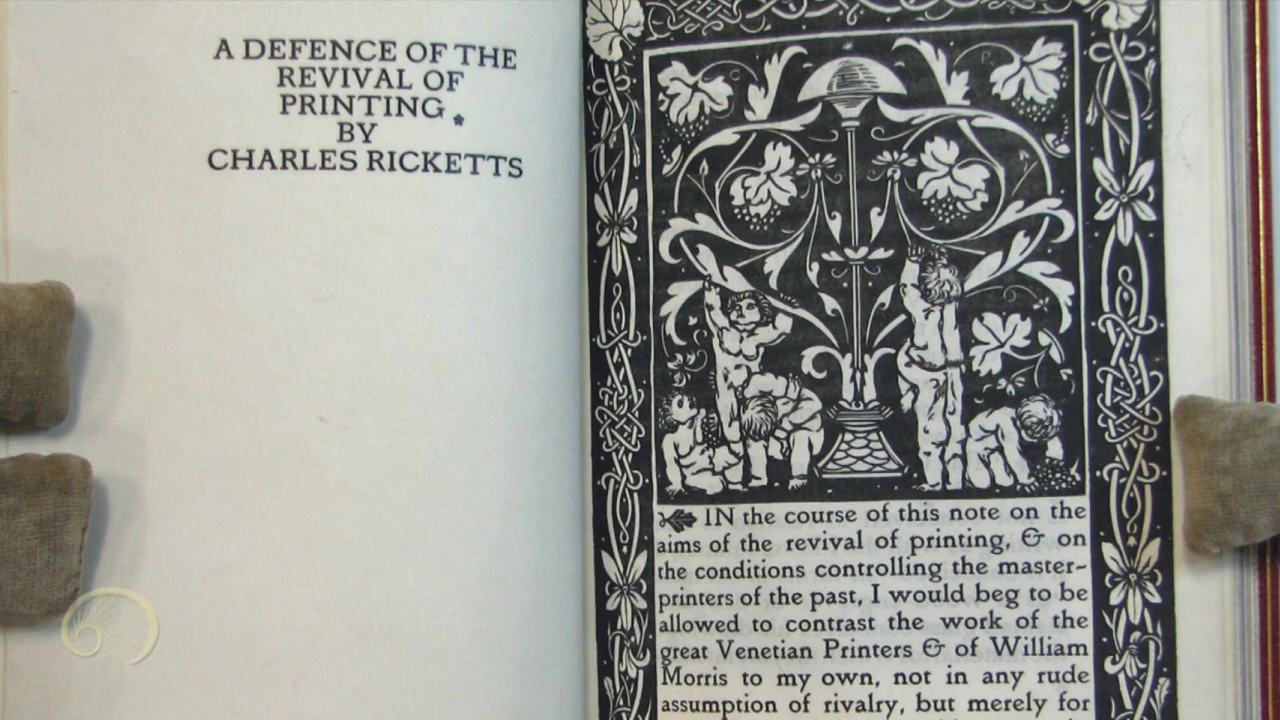 A DEFENCE OF THE
REVIVAL OF
PRINTING.
BY
CHARLES RICKETTS
IN the course of this note on the
aims of the revival of printing, & on
the conditions controlling the master-
printers of the past, I would beg to be
allowed to contrast the work of the
great Venetian Printers & of William
Morris to my own, not in any rude
assumption of rivalry, but merely for